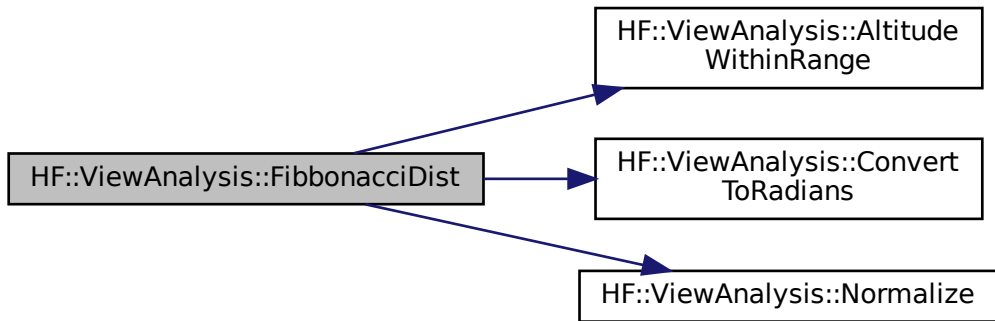 HF::ViewAnalysis::Altitude
WithinRange
HF::ViewAnalysis::FibbonacciDist
HF::ViewAnalysis::Convert
ToRadians
HF::ViewAnalysis::Normalize